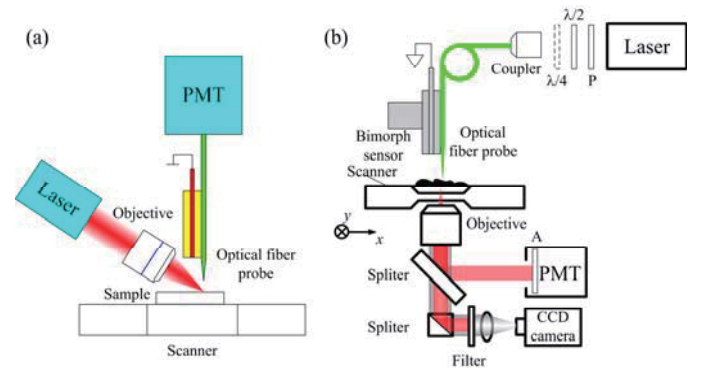 (a)
PMT
Laser
Objective
Optical fiber
probe
Sample
Scanner
(b)
λ/2
Laser
Coupler
λ/4
P
Bimorph
sensor
Optical
fiber probe
Scanner
y
x
Objective
A
Spliter
PMT
Spliter
CCD
camera
Filter